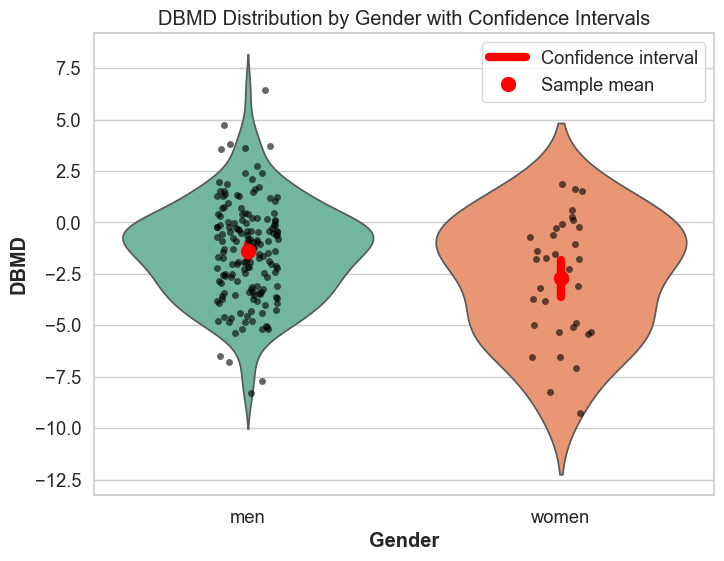 DBMD Distribution by Gender with Confidence Intervals
Confidence interval
Sample mean
7.5
5.0
2.5
0.0
−2.5
−5.0
−7.5
−10.0
−12.5
DBMD
men
women
Gender